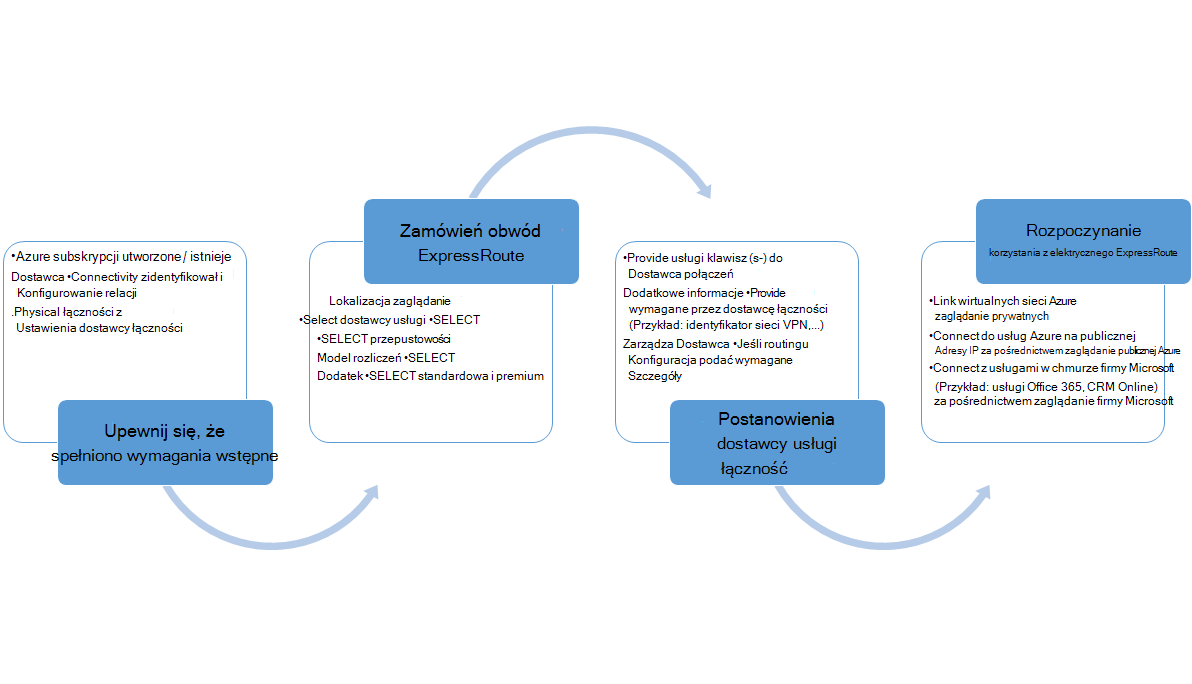 •Azure subskrypcji utworzone / istnieje
Dostawca •Connectivity zidentyfikował i
Konfigurowanie relacji
.Physical łączności z
Ustawienia dostawcy łączności
Upewnij się, że
spełniono wymagania wstępne
Zamówień obwód
ExpressRoute
Lokalizacja zaglądanie
•Select dostawcy usługi •SELECT
•SELECT przepustowości
Model rozliczeń •SELECT
Dodatek •SELECT standardowa i premium
•Provide usługi klawisz (s-) do
Dostawca połączeń
Dodatkowe informacje •Provide
wymagane przez dostawcę łączności
(Przykład: identyfikator sieci VPN,...)
Zarządza Dostawca •Jeśli routingu
Konfiguracja podać wymagane
Szczegóły
Postanowienia
dostawcy usługi
łączność
Rozpoczynanie
korzystania z elektrycznego ExpressRoute
•Link wirtualnych sieci Azure
zaglądanie prywatnych
•Connect do usług Azure na publicznej
Adresy IP za pośrednictwem zaglądanie publicznej Azure.
•Connect z usługami w chmurze firmy Microsoft
(Przykład: usługi Office 365, CRM Online)
za pośrednictwem zaglądanie firmy Microsoft